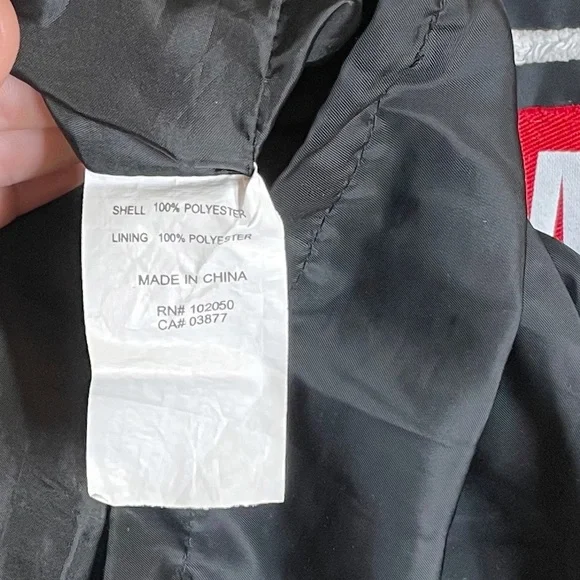 SHELL 100% POLYESTER
LINING 100% POLYESTER
MADE IN CHINA
RN# 102050
CA# 03877